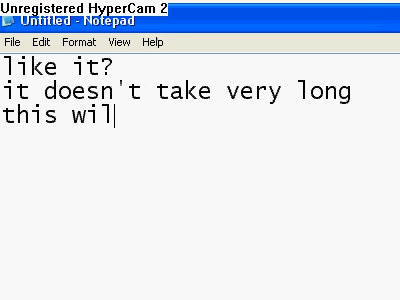 Unregistered HyperCam 2
Untitled - Notepad
File Edit Format View Help
like it?
it doesn't take very long
this wil